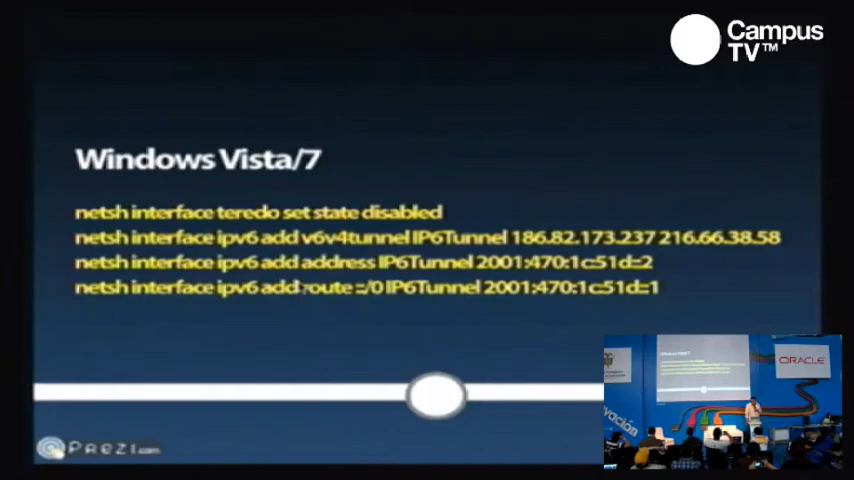 Campus
TV™
Windows Vista/7
netsh interface teredo set state disabled
netsh interface ipv6 add v6v4tunnel IP6Tunnel 186.82.173.237 216.66.38.58
netsh interface ipv6 add address IP6Tunnel 2001:470:1c:51d::2
netsh interface ipv6 add route ::/0 IP6Tunnel 2001:470:1c:51d::1
ORACLE
Prezi.com